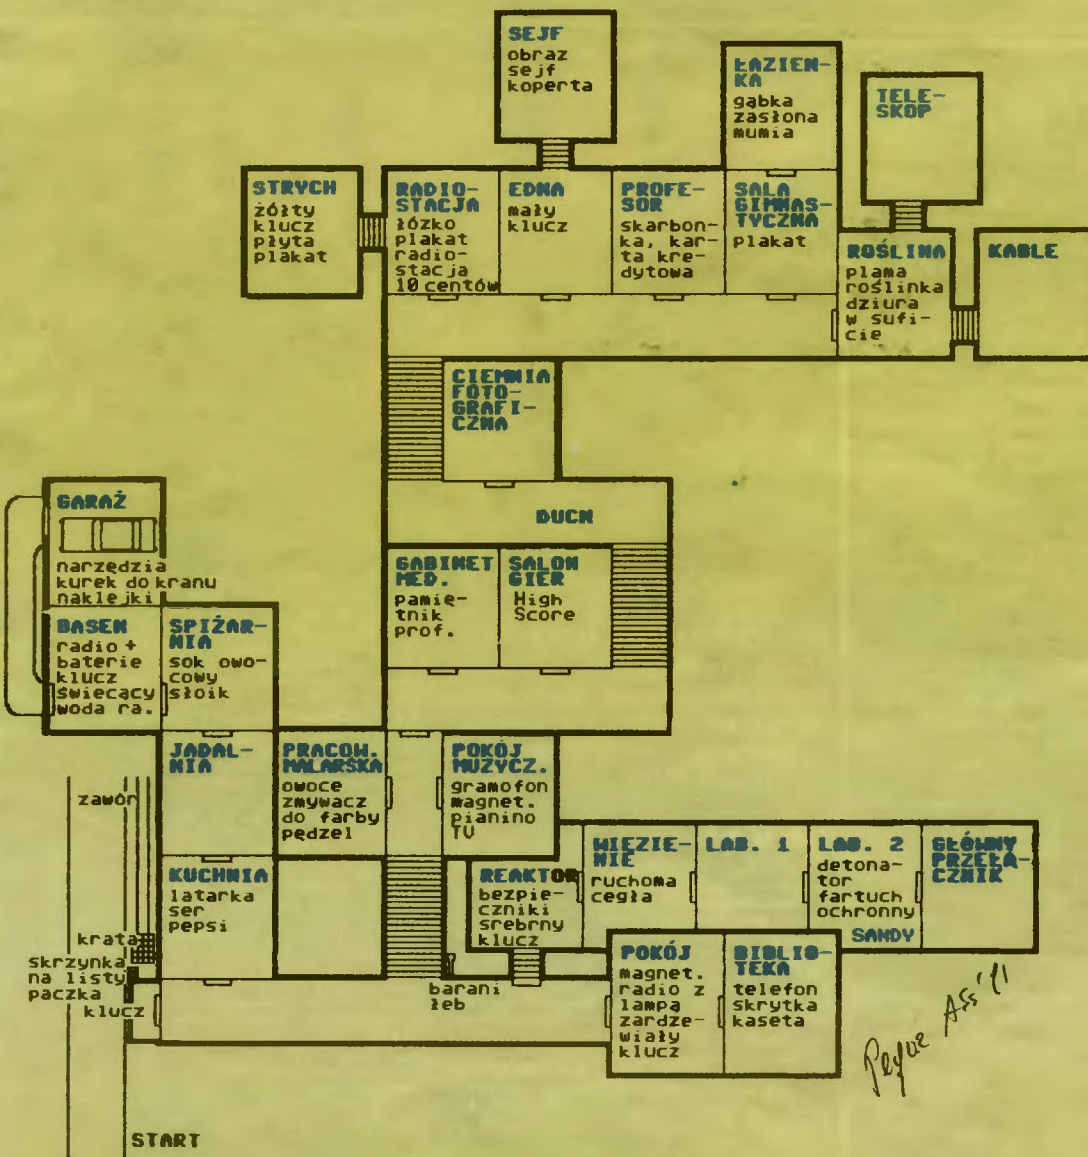 SEJF
obraz
sejf
koperta
ŁAZIEN-
KA
gąbka
zasłona
mumia
TELE-
SKOP
STRYCH
żółty
klucz
płyta
plakat
RADIO-
STACJA
łóżko
plakat
radio-
stacja
10 centów
EDNA
mały
klucz
PROFE-
SOR
skarbon-
ka, kar-
ta kre-
dytowa
SALA
GIMNAS-
TYCZNA
plakat
ROŚLINA
plama
roślinka
dziura
w sufi-
cie
KABLE
CIEMNIA
FOTO-
GRAFI-
CZNA
DUCH
GARAŻ
narzędzia
kurek do kranu
naklejki
GABINET
MED.
pamię-
tnik
prof.
SALON
GIER
High
Score
BASEN
radio +
baterie
klucz
świecący
woda ra.
SPIŻAR-
NIA
sok owo-
cowy
słoik
JADAL-
NIA
PRACOW.
MALARSKA
owoce
zmywacz
do farby
pędzel
POKÓJ
MUZYCZ.
gramofon
magnet.
pianino
TV
zawór
KUCHNIA
latarka
ser
pepsi
REAKTOR
bezpie-
czniki
srebrny
klucz
WIĘZIE-
NIE
ruchoma
cegła
LAB. 1
LAB. 2
detona-
tor
fartuch
ochronny
SANDY
GŁÓWNY
PRZEŁĄ-
CZNIK
krata
skrzynka
na listy
paczka
klucz
barani
łeb
POKÓJ
magnet.
radio z
lampą
zardze-
wiały
klucz
BIBLIO-
TEKA
telefon
skrytka
kaseta
START